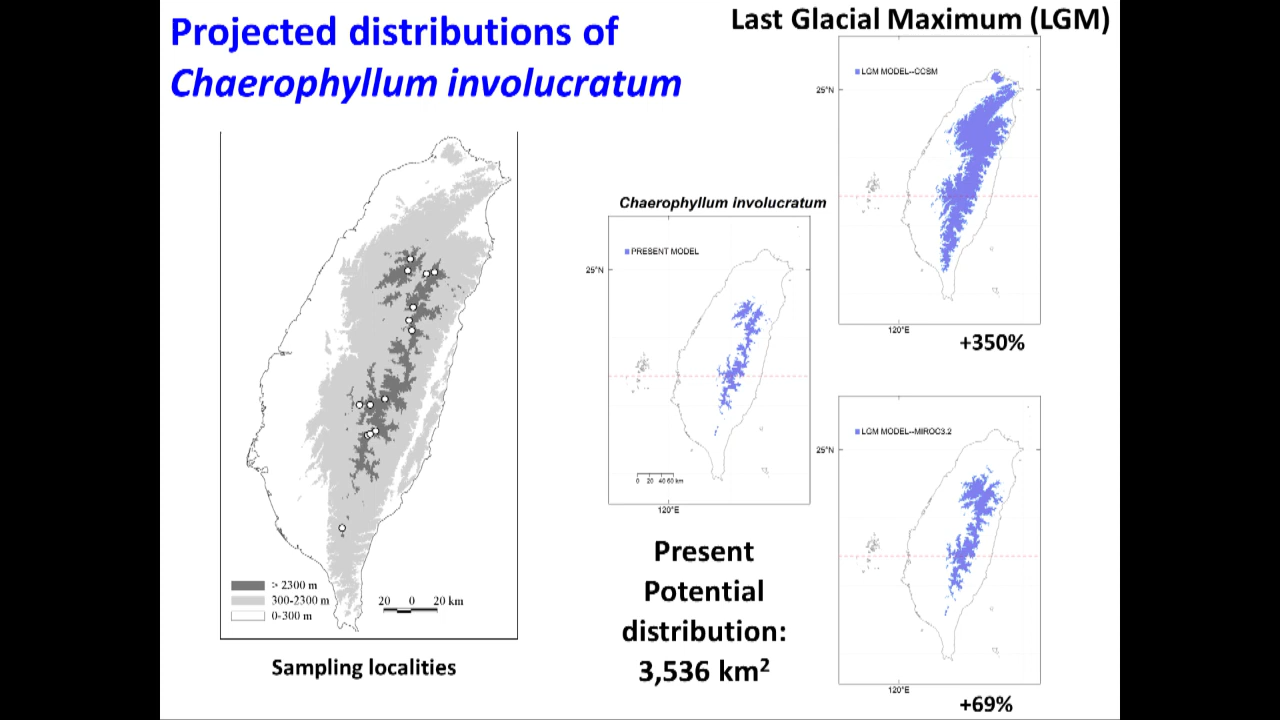 Projected distributions of
Chaerophyllum involucratum
> 2300 m
300-2300 m
0-300 m
20 0 20 km
Sampling localities
Chaerophyllum involucratum
PRESENT MODEL
25°N
0 20 40 60 km
120°E
Present
Potential
distribution:
3,536 km²
Last Glacial Maximum (LGM)
LGM MODEL--CCSM
25°N
120°E
+350%
LGM MODEL--MIROC3.2
25°N
120°E
+69%